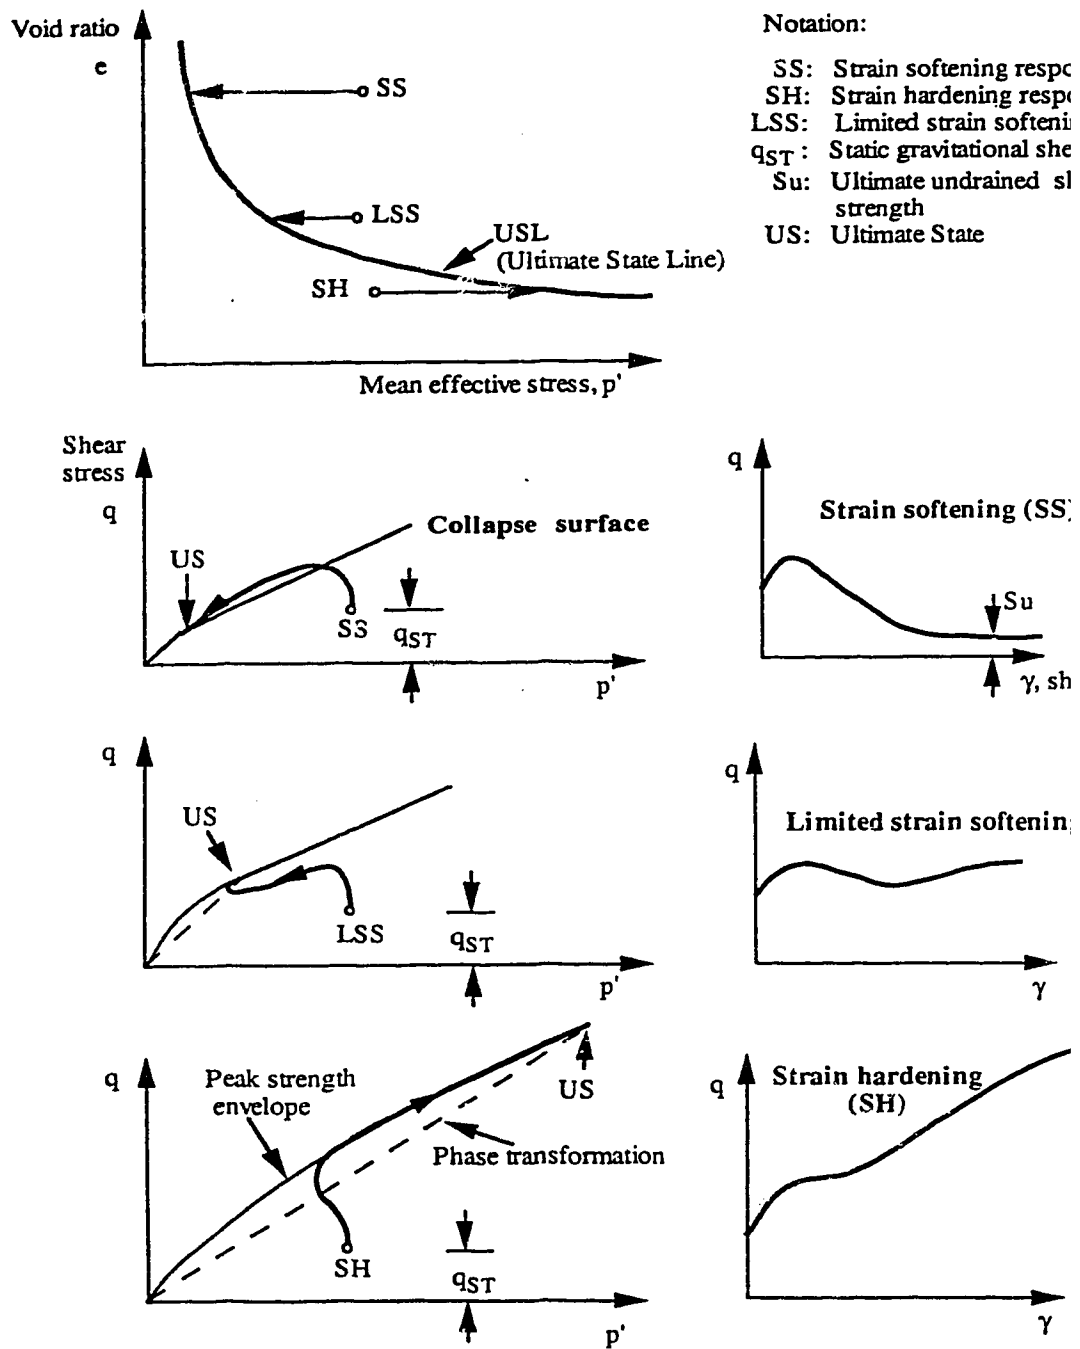 Void ratio
e
SS
LSS
USL
(Ultimate State Line)
SH
Mean effective stress, p'
Notation:
SS: Strain softening respo
SH: Strain hardening respo
LSS: Limited strain softenin
qST : Static gravitational she
Su: Ultimate undrained sh
strength
US: Ultimate State
Shear
stress
q
Collapse surface
US
SS
qST
p'
q
Strain softening (SS)
Su
γ, sh
q
US
LSS
qST
p'
q
Limited strain softening
γ
q
Peak strength
envelope
US
Phase transformation
SH
qST
p'
q
Strain hardening
(SH)
γ